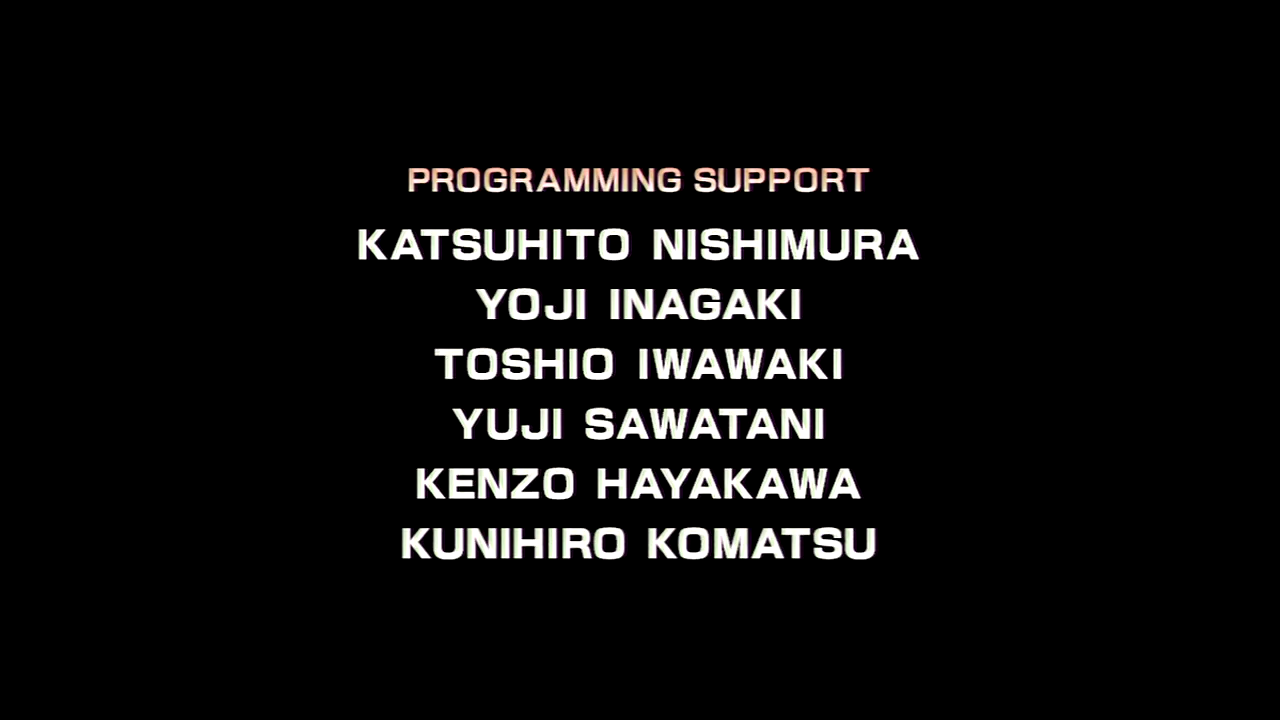 PROGRAMMING SUPPORT
KATSUHITO NISHIMURA
YOJI INAGAKI
TOSHIO IWAWAKI
YUJI SAWATANI
KENZO HAYAKAWA
KUNIHIRO KOMATSU